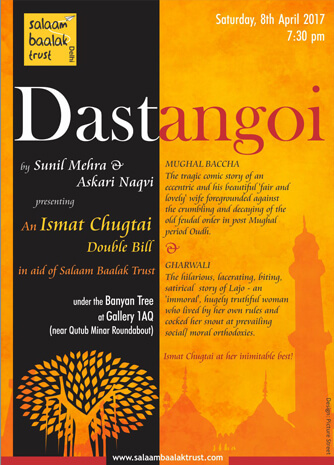 salaam
baalak
trust
Delhi
Saturday, 8th April 2017
7:30 pm
Dastangoi
by Sunil Mehra &
Askari Naqvi
presenting
An Ismat Chugtai
Double Bill
in aid of Salaam Baalak Trust
under the Banyan Tree
at Gallery 1AQ
(near Qutub Minar Roundabout)
MUGHAL BACCHA
The tragic comic story of an
eccentric and his beautiful 'fair and
lovely' wife foregrounded against
the crumbling and decaying of the
old feudal order in post Mughal
period Oudh.
&
GHARWALI
The hilarious, lacerating, biting,
satirical story of Lajo - an
'immoral', hugely truthful woman
who lived by her own rules and
cocked her snout at prevailing
social/ moral orthodoxies.
Ismat Chugtai at her inimitable best!
Design: Picture Street
www.salaambaalaktrust.com